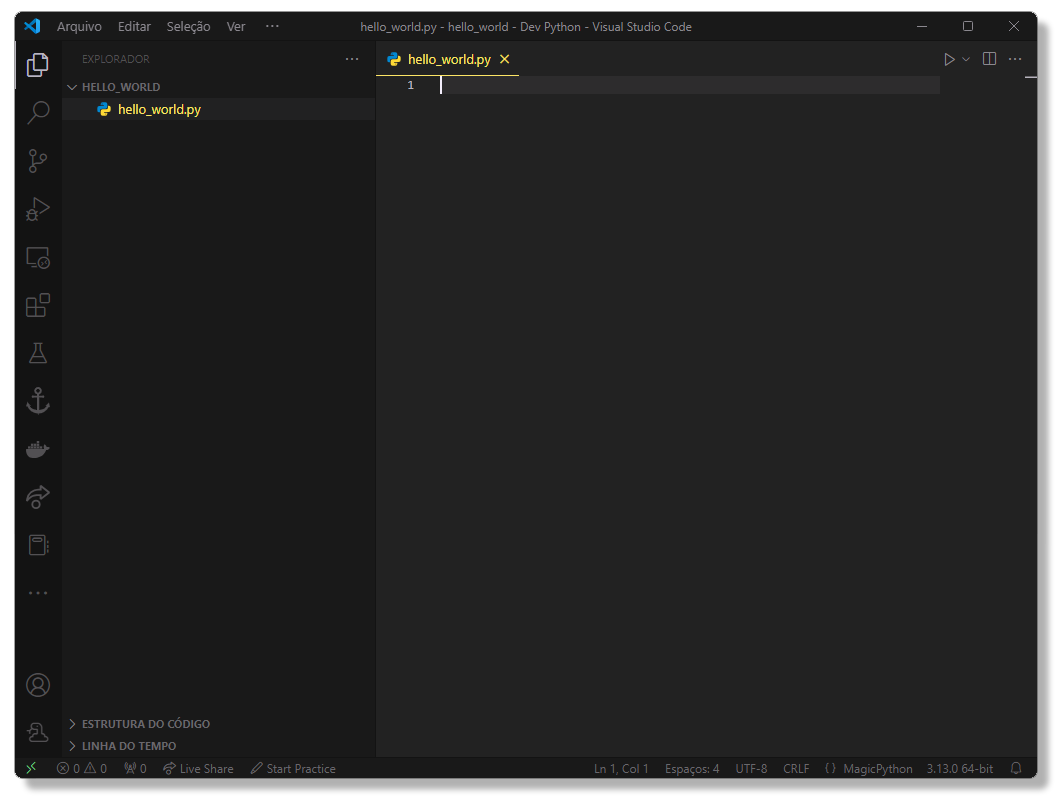 Arquivo Editar Seleção Ver ··· hello_world.py - hello_world - Dev Python - Visual Studio Code
EXPLORADOR ···
HELLO_WORLD
hello_world.py
hello_world.py
1
ESTRUTURA DO CÓDIGO
LINHA DO TEMPO
0 0 0 Live Share Start Practice Ln 1, Col 1 Espaços: 4 UTF-8 CRLF {} MagicPython 3.13.0 64-bit